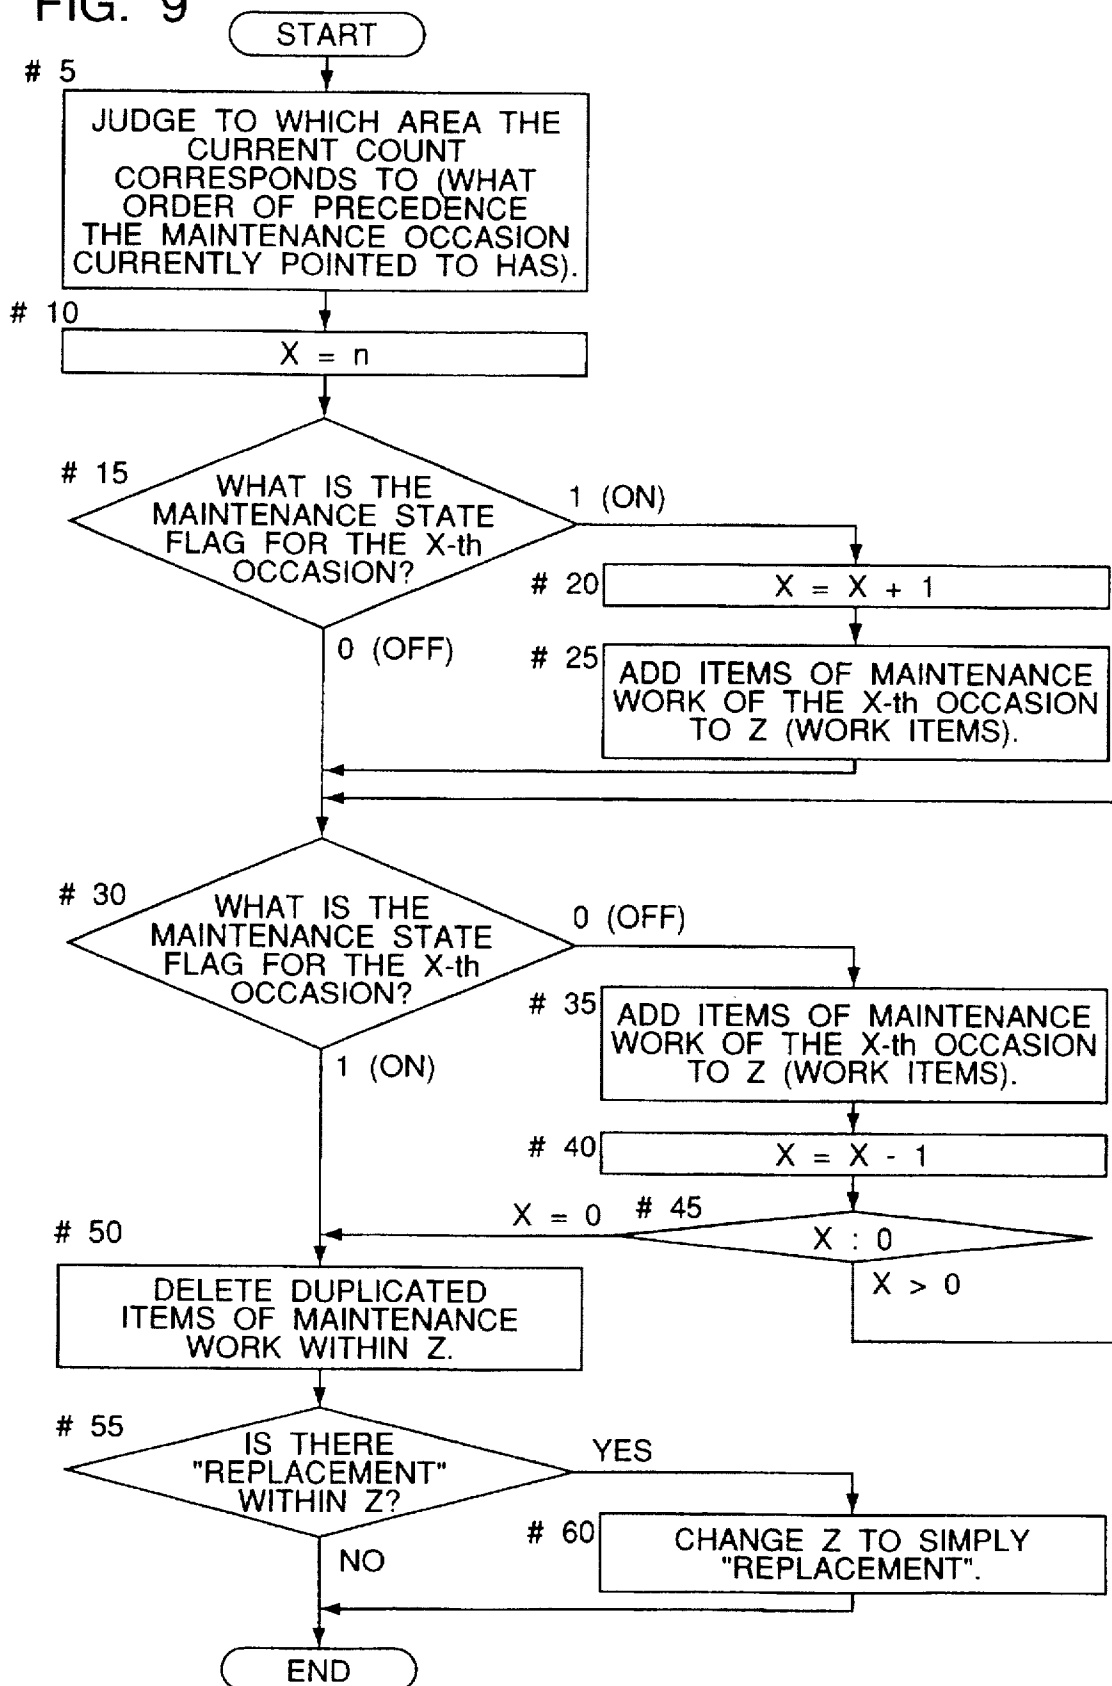 FIG. 9
START
# 5
JUDGE TO WHICH AREA THE
CURRENT COUNT
CORRESPONDS TO (WHAT
ORDER OF PRECEDENCE
THE MAINTENANCE OCCASION
CURRENTLY POINTED TO HAS).
# 10
X = n
# 15
WHAT IS THE
MAINTENANCE STATE
FLAG FOR THE X-th
OCCASION?
1 (ON)
0 (OFF)
# 20
X = X + 1
# 25
ADD ITEMS OF MAINTENANCE
WORK OF THE X-th OCCASION
TO Z (WORK ITEMS).
# 30
WHAT IS THE
MAINTENANCE STATE
FLAG FOR THE X-th
OCCASION?
0 (OFF)
1 (ON)
# 35
ADD ITEMS OF MAINTENANCE
WORK OF THE X-th OCCASION
TO Z (WORK ITEMS).
# 40
X = X - 1
# 45
X : 0
X = 0
X > 0
# 50
DELETE DUPLICATED
ITEMS OF MAINTENANCE
WORK WITHIN Z.
# 55
IS THERE
"REPLACEMENT"
WITHIN Z?
YES
NO
# 60
CHANGE Z TO SIMPLY
"REPLACEMENT".
END